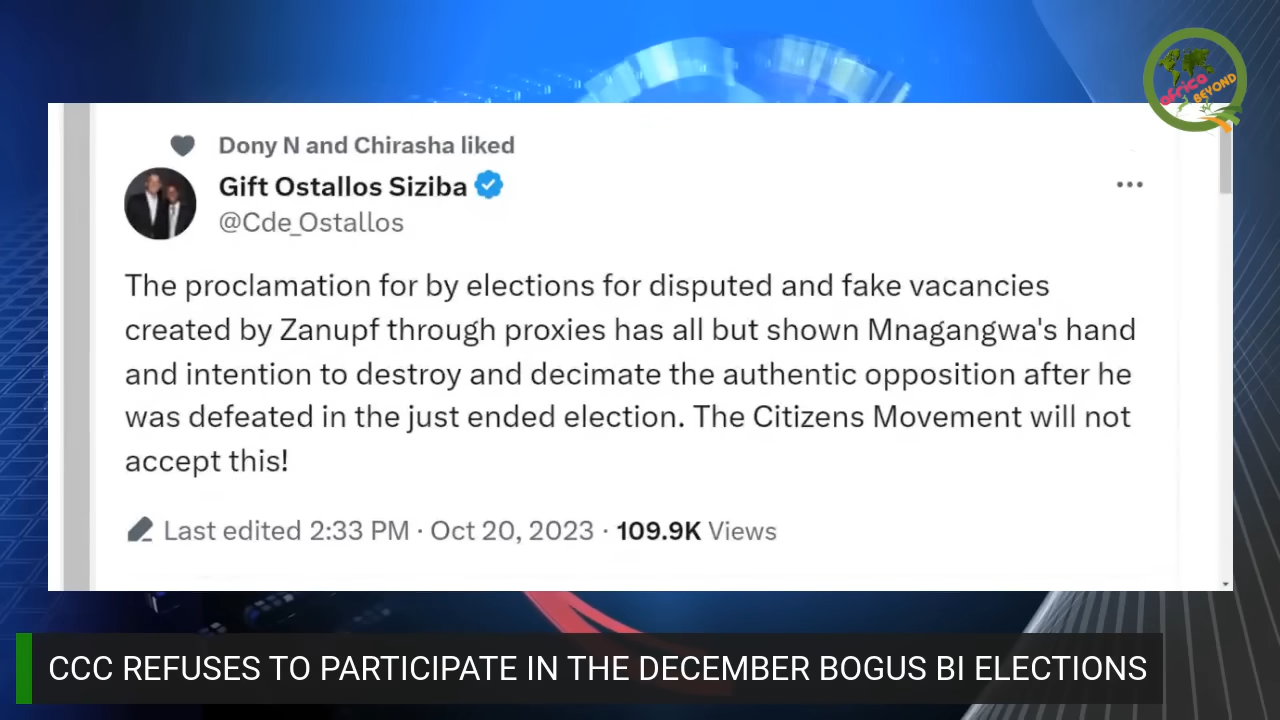 africa
BEYOND
Dony N and Chirasha liked
Gift Ostallos Siziba
@Cde_Ostallos
The proclamation for by elections for disputed and fake vacancies
created by Zanupf through proxies has all but shown Mnagangwa's hand
and intention to destroy and decimate the authentic opposition after he
was defeated in the just ended election. The Citizens Movement will not
accept this!
Last edited 2:33 PM · Oct 20, 2023 · 109.9K Views
CCC REFUSES TO PARTICIPATE IN THE DECEMBER BOGUS BI ELECTIONS